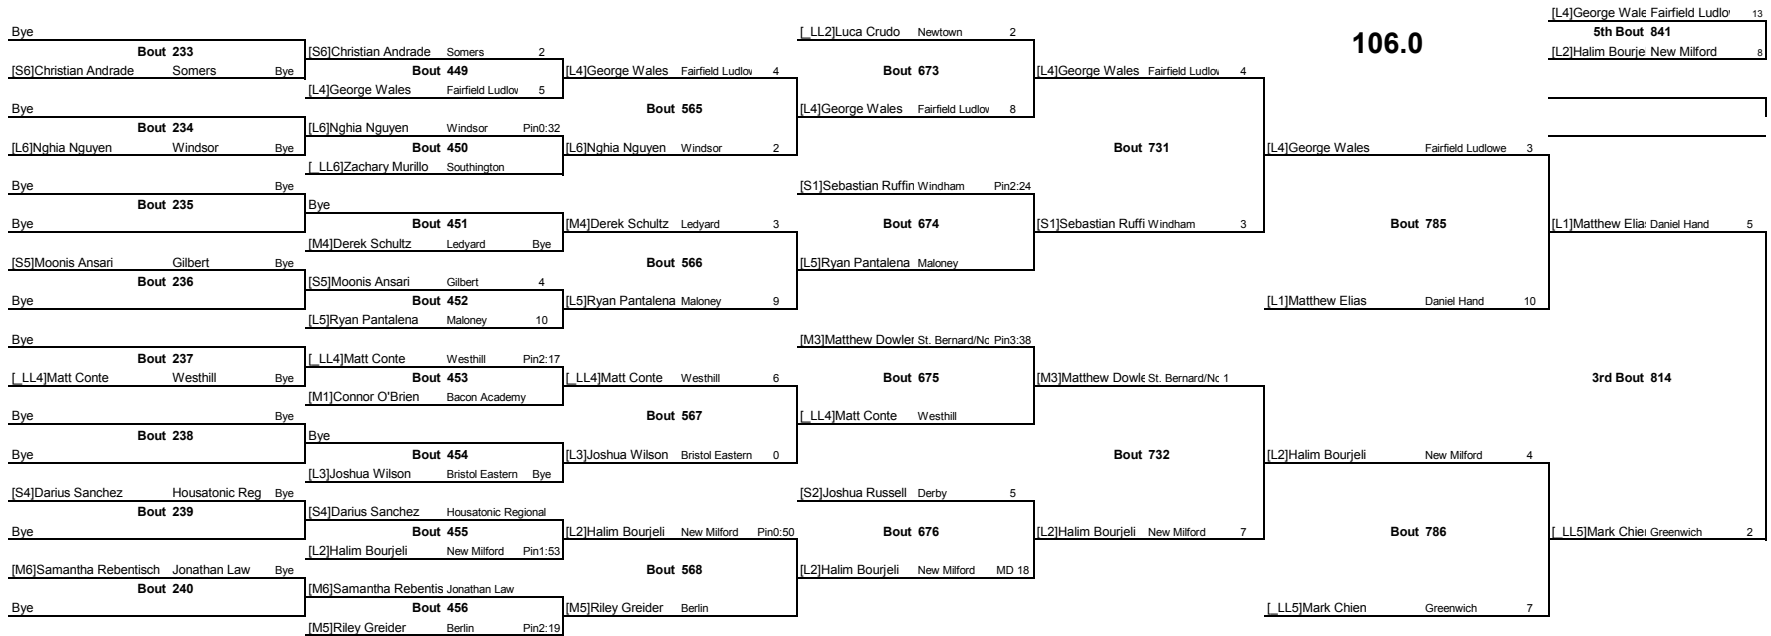 [L4]George Wale Fairfield Ludlo 13
Bye [_LL2]Luca Crudo Newtown 2 5th Bout 841
106.0
Bout 233 [S6]Christian Andrade Somers 2 [L2]Halim Bourje New Milford 8
[S6]Christian Andrade Somers Bye Bout 449 [L4]George Wales Fairfield Ludlov 4 Bout 673 [L4]George Wales Fairfield Ludlov 4
[L4]George Wales Fairfield Ludlov 5
Bye Bout 565 [L4]George Wales Fairfield Ludlov 8
Bout 234 [L6]Nghia Nguyen Windsor Pin0:32
[L6]Nghia Nguyen Windsor Bye Bout 450 [L6]Nghia Nguyen Windsor 2 Bout 731 [L4]George Wales Fairfield Ludlowe 3
[_LL6]Zachary Murillo Southington
Bye Bye [S1]Sebastian Ruffin Windham Pin2:24
Bout 235 Bye
Bye Bout 451 [M4]Derek Schultz Ledyard 3 Bout 674 [S1]Sebastian Ruffi Windham 3 Bout 785 [L1]Matthew Elia Daniel Hand 5
[M4]Derek Schultz Ledyard Bye
[S5]Moonis Ansari Gilbert Bye Bout 566 [L5]Ryan Pantalena Maloney
Bout 236 [S5]Moonis Ansari Gilbert 4
Bye Bout 452 [L5]Ryan Pantalena Maloney 9 [L1]Matthew Elias Daniel Hand 10
[L5]Ryan Pantalena Maloney 10
Bye [M3]Matthew Dowler St. Bernard/Nc Pin3:38
Bout 237 [_LL4]Matt Conte Westhill Pin2:17
[_LL4]Matt Conte Westhill Bye Bout 453 [_LL4]Matt Conte Westhill 6 Bout 675 [M3]Matthew Dowle St. Bernard/Nc 1 3rd Bout 814
[M1]Connor O'Brien Bacon Academy
Bye Bye Bout 567 [_LL4]Matt Conte Westhill
Bout 238 Bye
Bye Bout 454 [L3]Joshua Wilson Bristol Eastern 0 Bout 732 [L2]Halim Bourjeli New Milford 4
[L3]Joshua Wilson Bristol Eastern Bye
[S4]Darius Sanchez Housatonic Reg Bye [S2]Joshua Russell Derby 5
Bout 239 [S4]Darius Sanchez Housatonic Regional
Bye Bout 455 [L2]Halim Bourjeli New Milford Pin0:50 Bout 676 [L2]Halim Bourjeli New Milford 7 Bout 786 [_LL5]Mark Chie Greenwich 2
[L2]Halim Bourjeli New Milford Pin1:53
[M6]Samantha Rebentisch Jonathan Law Bye Bout 568 [L2]Halim Bourjeli New Milford MD 18
Bout 240 [M6]Samantha Rebentis Jonathan Law
Bye Bout 456 [M5]Riley Greider Berlin [_LL5]Mark Chien Greenwich 7
[M5]Riley Greider Berlin Pin2:19